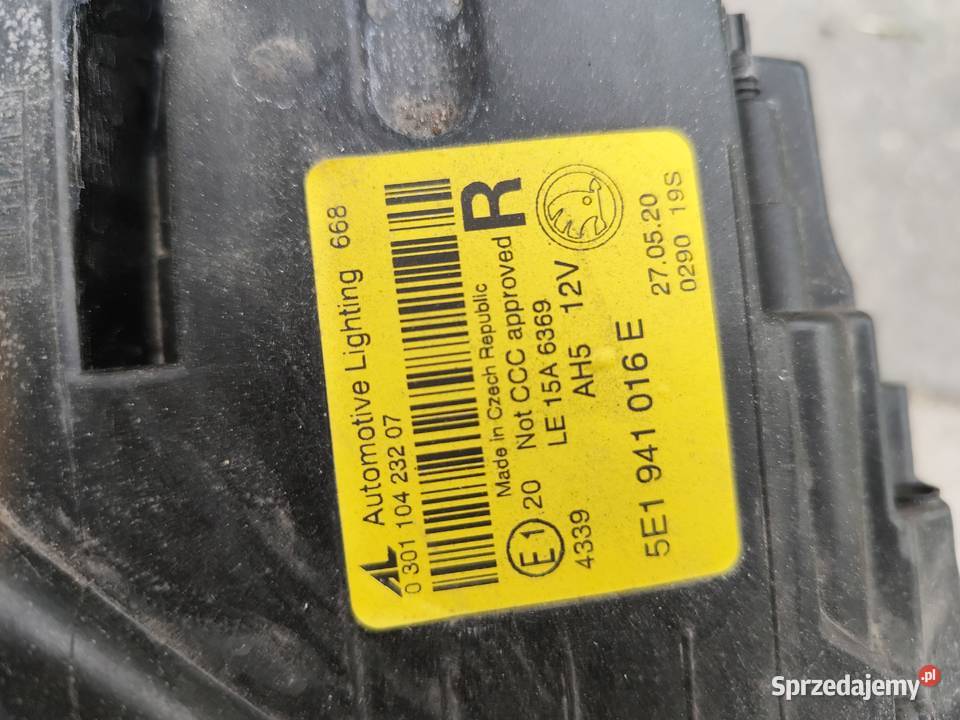 AL Automotive Lighting 668
0 301 104 232 07
R
Made in Czech Republic
E1 20 Not CCC approved
LE 15A 6369
4339 AH5 12V
5E1 941 016 E
27.05.20
0290 19S
Sprzedajemy.pl